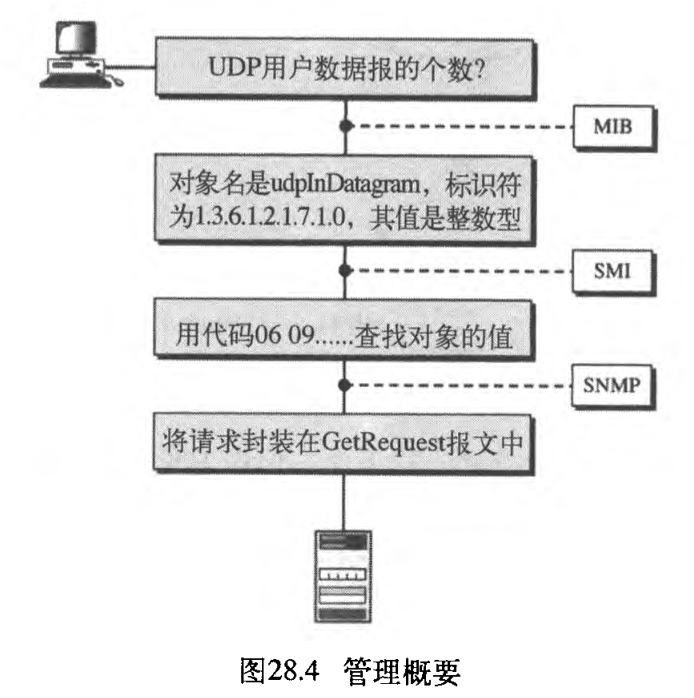 UDP用户数据报的个数?
MIB
对象名是udpInDatagram，标识符
为1.3.6.1.2.1.7.1.0，其值是整数型
SMI
用代码06 09......查找对象的值
SNMP
将请求封装在GetRequest报文中
图28.4 管理概要